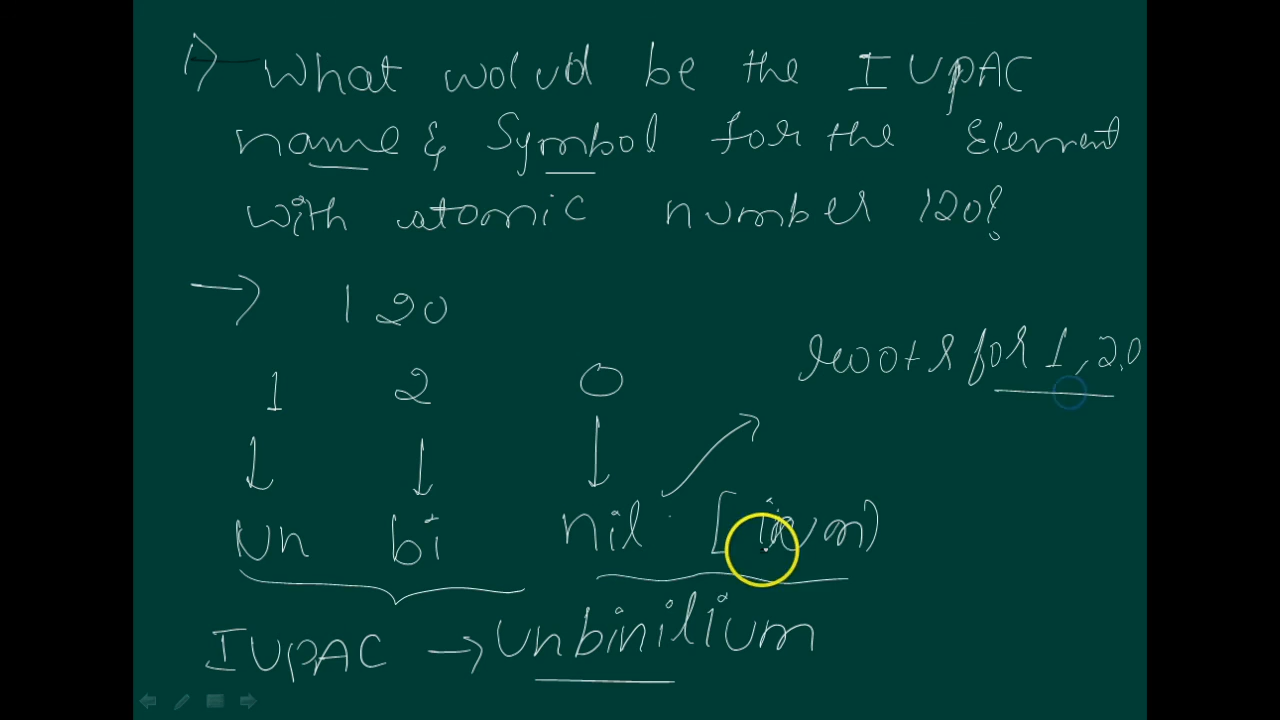 1) What wolud be the IUPAC
name & Symbol for the Element
with atomic number 120?
→ 120
roots for 1, 2, 0
1 2 0
↓ ↓ ↓
un bi nil [ium)
IUPAC → unbinilium